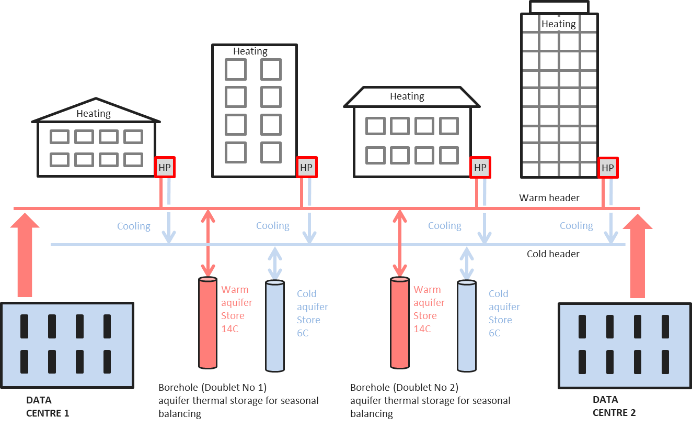 Heating
Heating
Heating
Heating
HP
HP
HP
HP
Warm header
Cooling
Cooling
Cooling
Cooling
Cold header
Warm
aquifer
Store
14C
Cold
aquifer
Store
6C
Warm
aquifer
Store
14C
Cold
aquifer
Store
6C
DATA
CENTRE 1
Borehole (Doublet No 1)
aquifer thermal storage for seasonal
balancing
Borehole (Doublet No 2)
aquifer thermal storage for seasonal
balancing
DATA
CENTRE 2